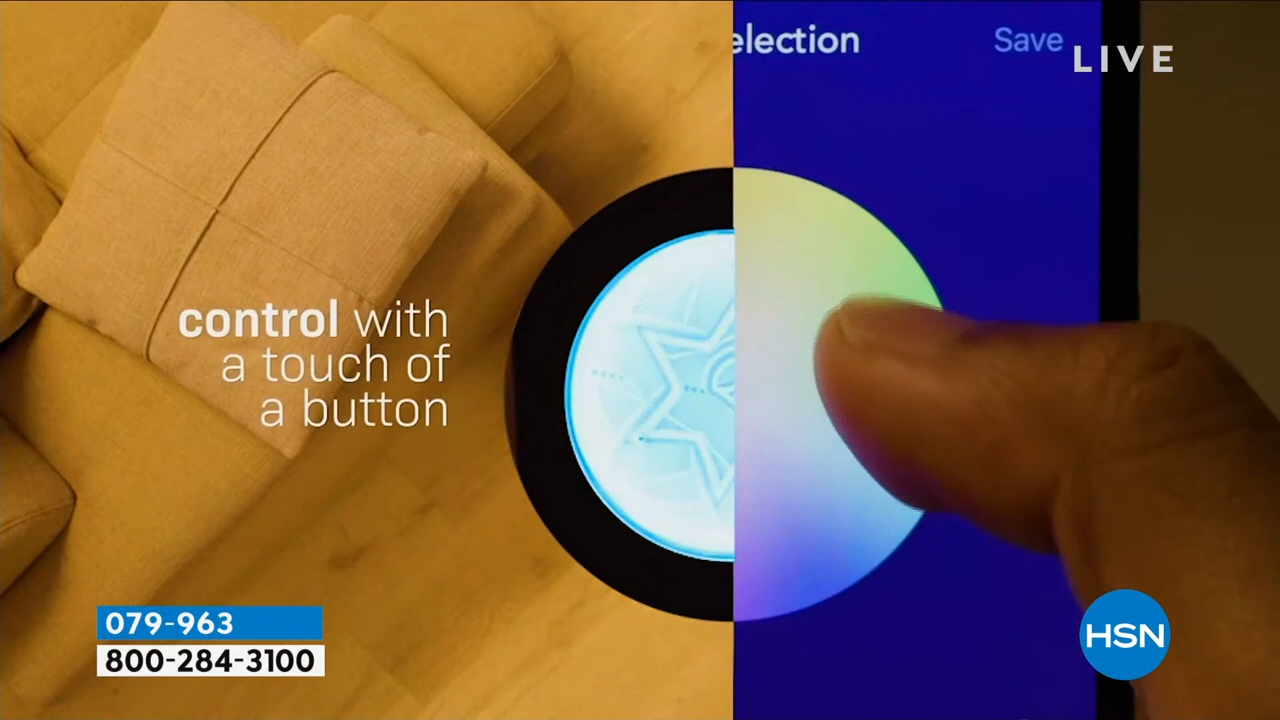 election
Save
LIVE
control with
a touch of
a button
079-963
800-284-3100
HSN